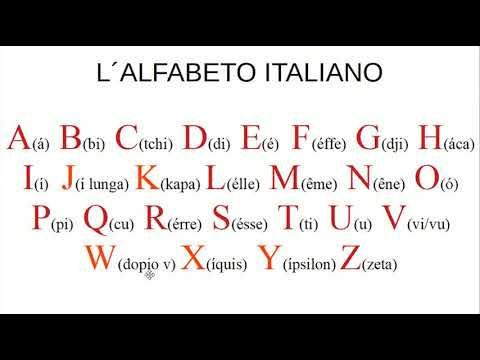 L´ALFABETO ITALIANO
A(á) B(bi) C(tchi) D(di) E(é) F(éffe) G(dji) H(áca)
I(í) J(í lunga) K(kapa) L(élle) M(ême) N(êne) O(ó)
P(pi) Q(cu) R(érre) S(ésse) T(ti) U(u) V(vi/vu)
W(dopio v) X(íquis) Y(ípsilon) Z(zeta)